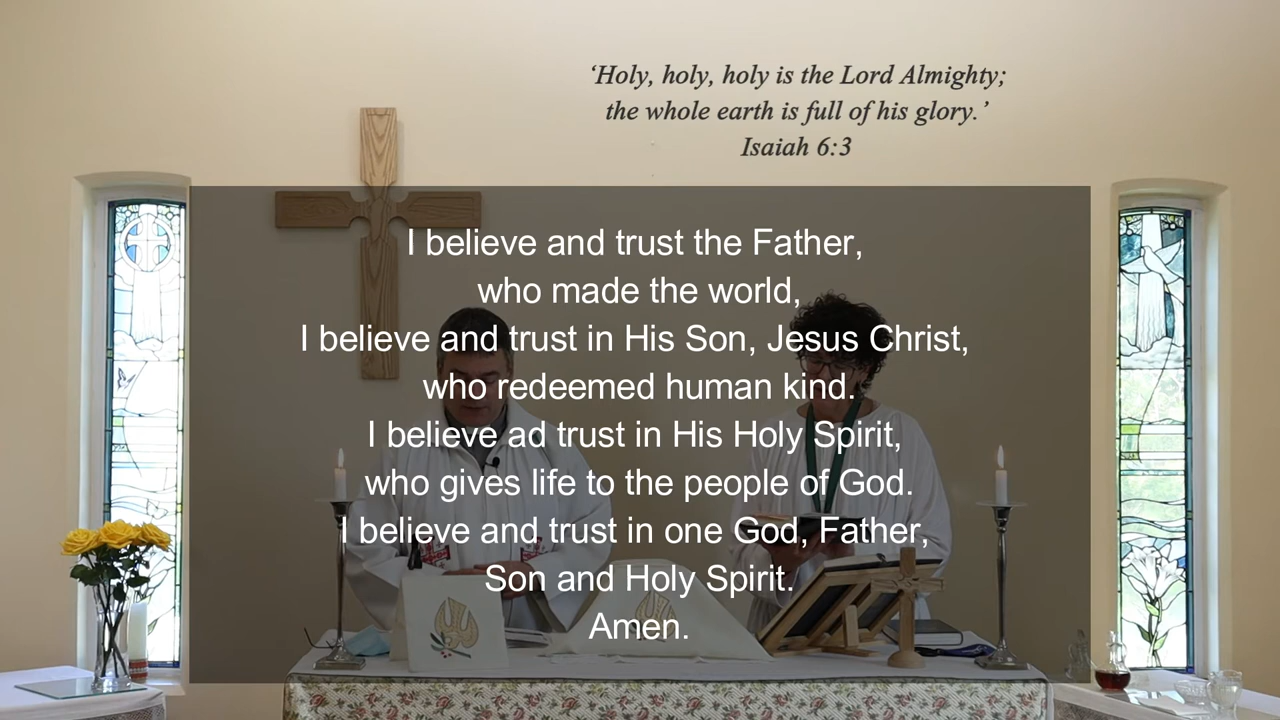 ‘Holy, holy, holy is the Lord Almighty;
the whole earth is full of his glory.’
Isaiah 6:3
I believe and trust the Father,
who made the world,
I believe and trust in His Son, Jesus Christ,
who redeemed human kind.
I believe ad trust in His Holy Spirit,
who gives life to the people of God.
I believe and trust in one God, Father,
Son and Holy Spirit.
Amen.